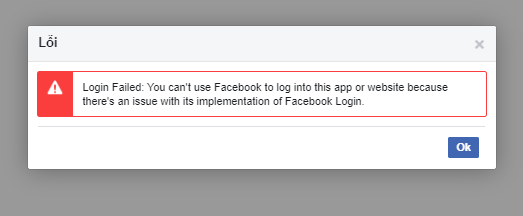 Lỗi
Login Failed: You can't use Facebook to log into this app or website because
there's an issue with its implementation of Facebook Login.
Ok